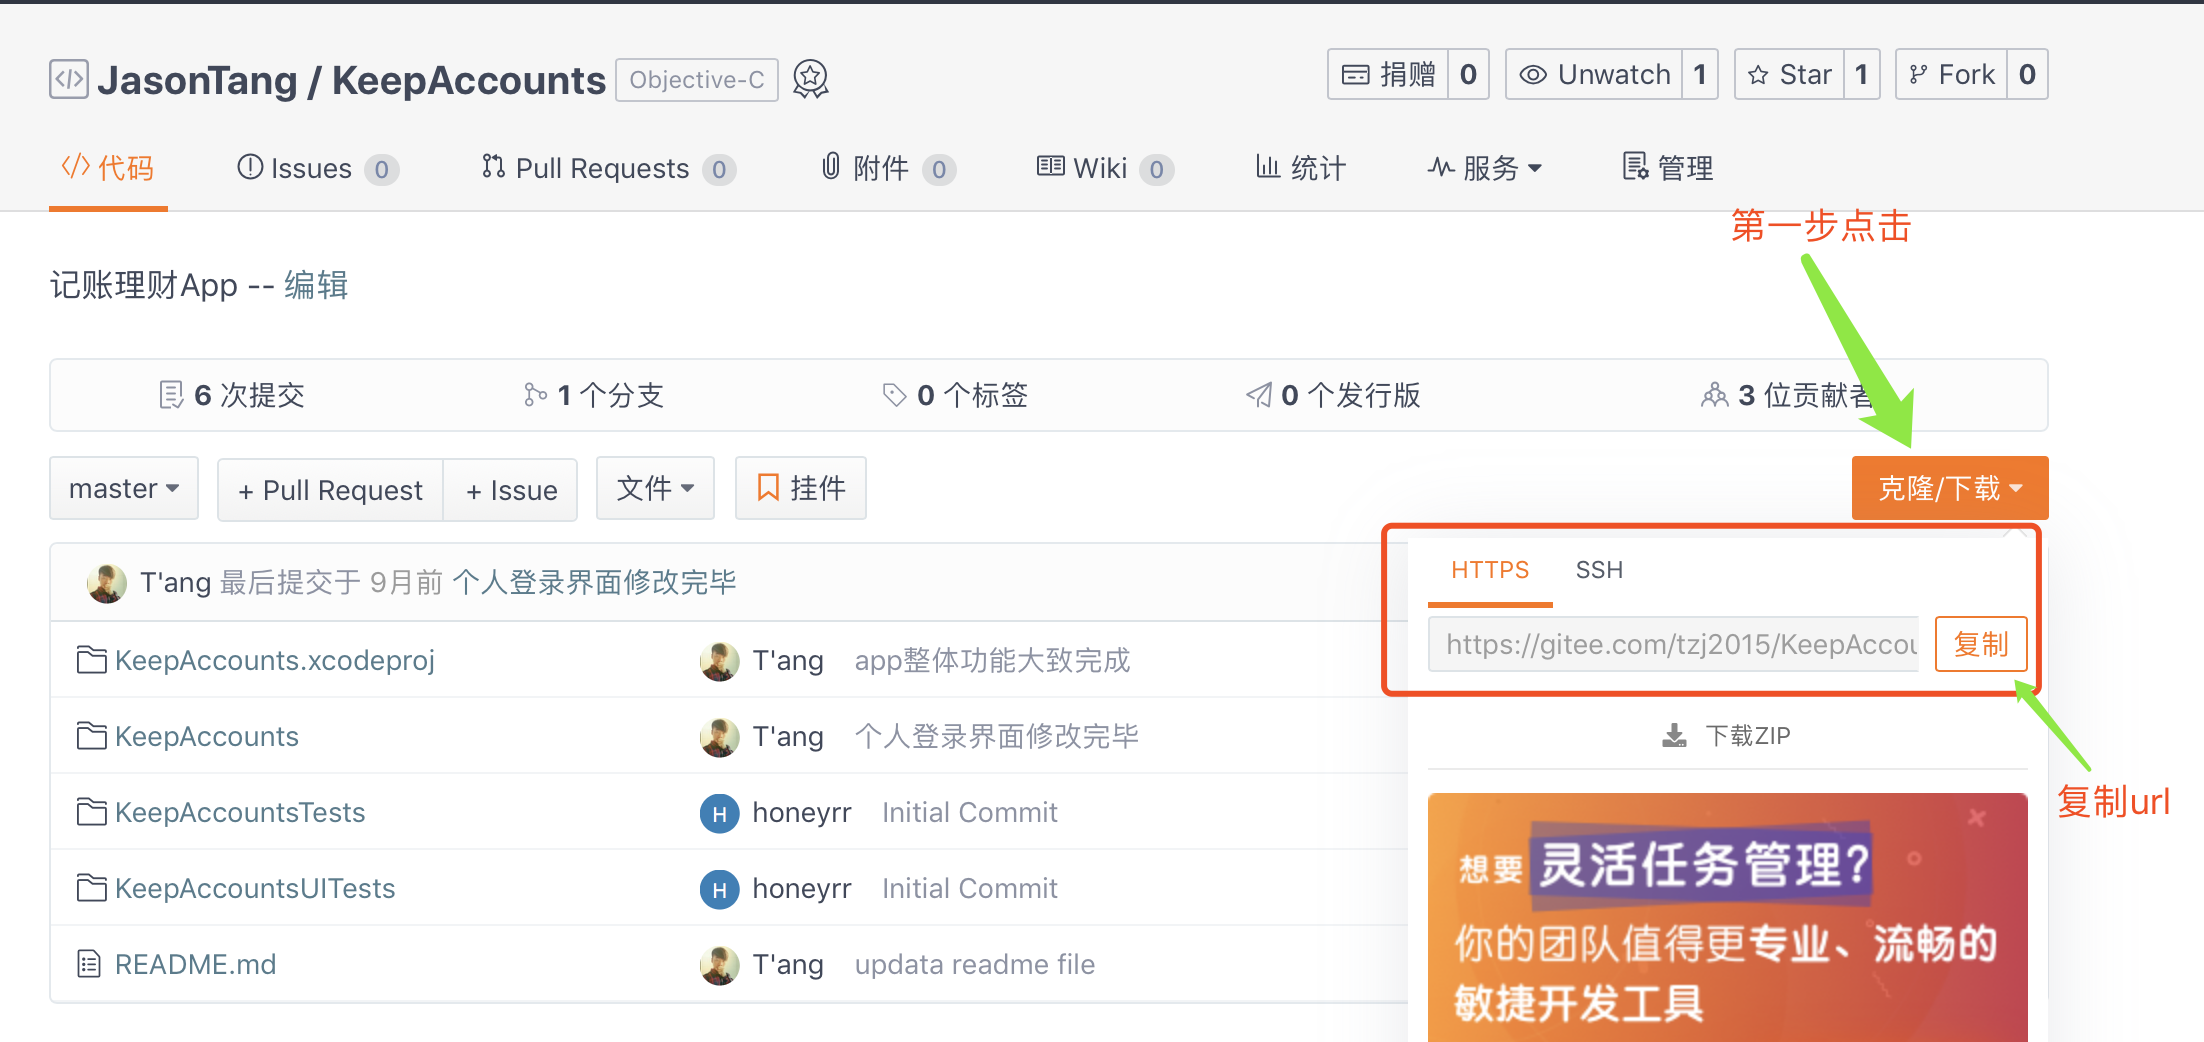 JasonTang / KeepAccounts Objective-C 捐赠 0 Unwatch 1 Star 1 Fork 0
代码 Issues 0 Pull Requests 0 附件 0 Wiki 0 统计 服务 管理
第一步点击
记账理财App -- 编辑
6 次提交 1 个分支 0 个标签 0 个发行版 3 位贡献者
master + Pull Request + Issue 文件 挂件 克隆/下载
T'ang 最后提交于 9月前 个人登录界面修改完毕
HTTPS SSH
https://gitee.com/tzj2015/KeepAccou 复制
KeepAccounts.xcodeproj T'ang app整体功能大致完成
KeepAccounts T'ang 个人登录界面修改完毕
下载ZIP
复制url
KeepAccountsTests H honeyrr Initial Commit
KeepAccountsUITests H honeyrr Initial Commit
README.md T'ang updata readme file
想要 灵活任务管理?
你的团队值得更专业、流畅的
敏捷开发工具